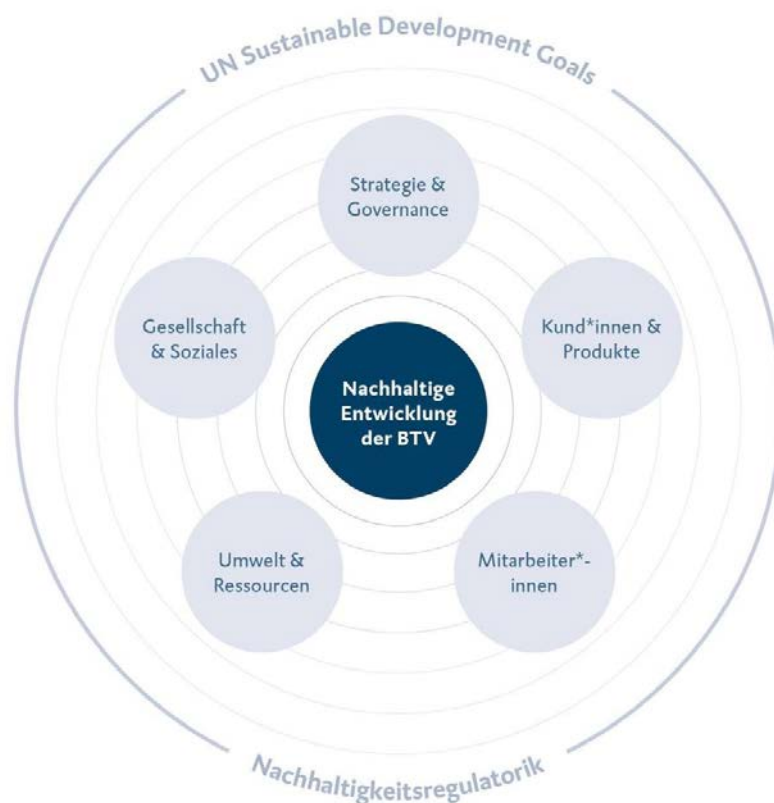 UN Sustainable Development Goals
Strategie &
Governance
Gesellschaft
& Soziales
Kund*innen &
Produkte
Nachhaltige
Entwicklung
der BTV
Umwelt &
Ressourcen
Mitarbeiter*-
innen
Nachhaltigkeitsregulatorik